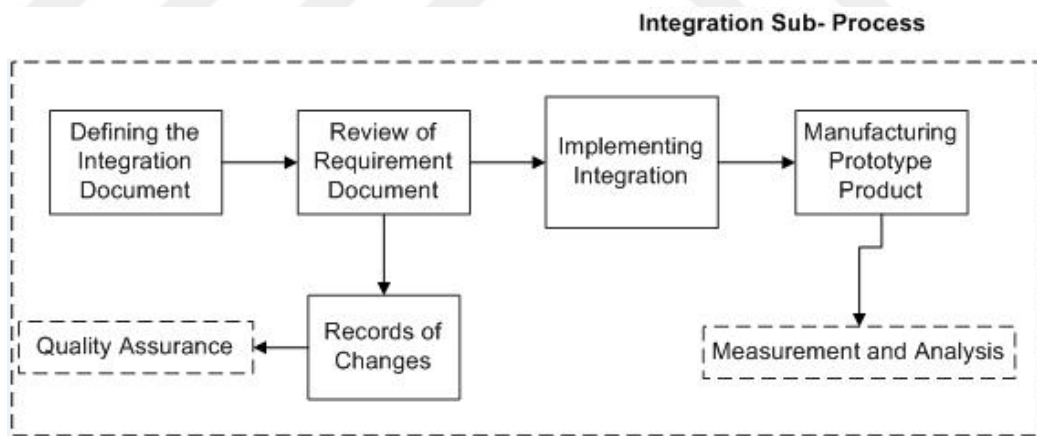 Integration Sub- Process
Defining the
Integration
Document
Review of
Requirement
Document
Implementing
Integration
Manufacturing
Prototype
Product
Records of
Changes
Quality Assurance
Measurement and Analysis